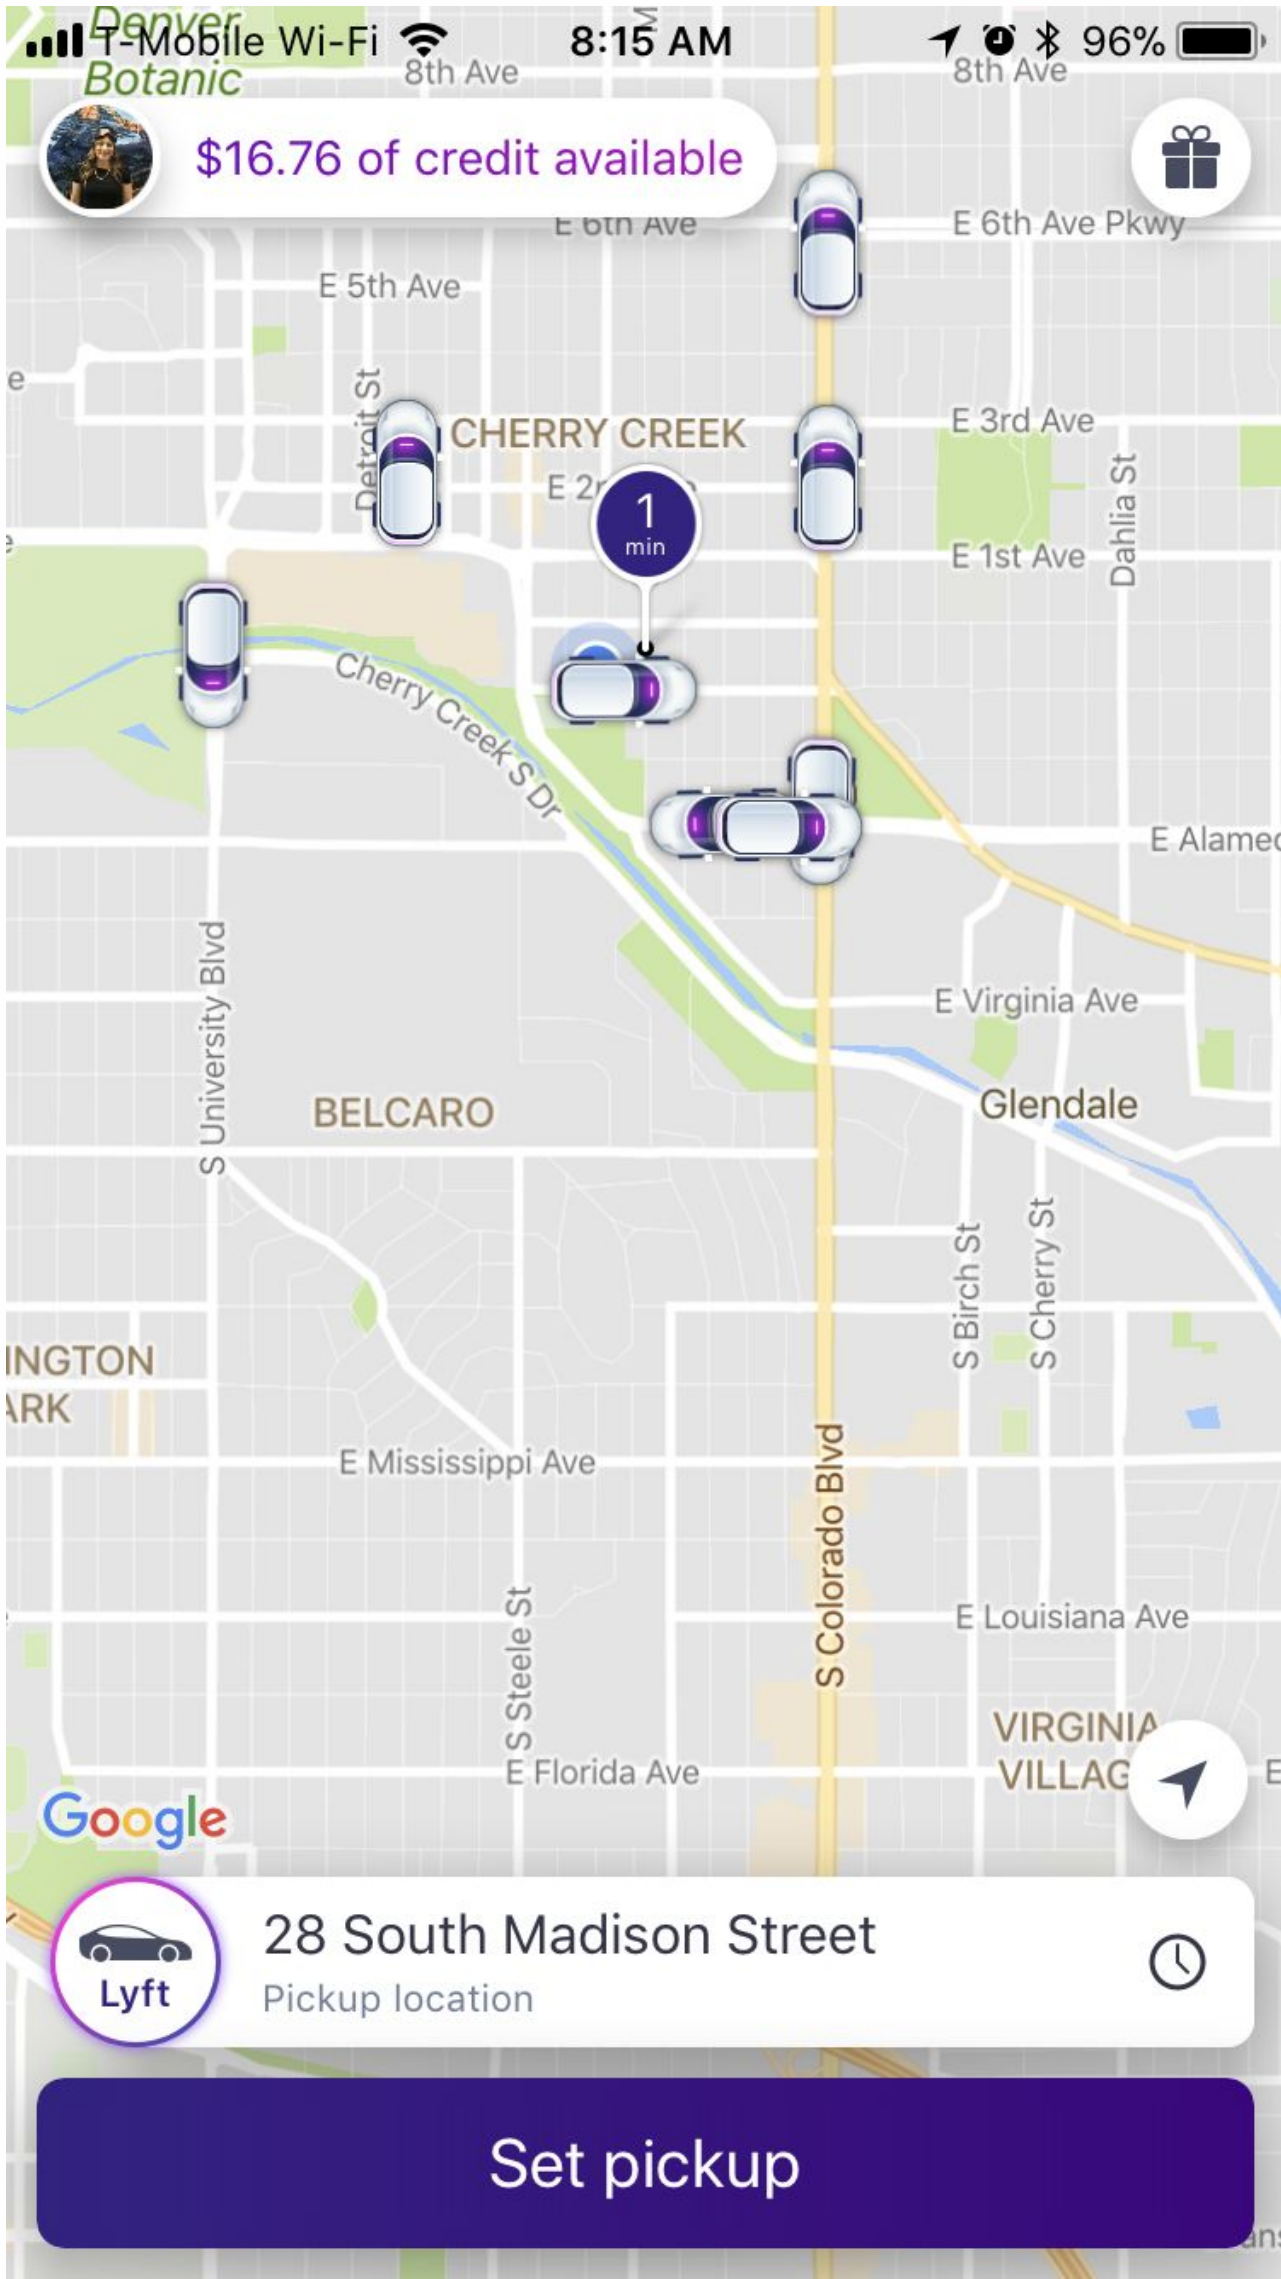 T-Mobile Wi-Fi
8:15 AM
96%
Denver
Botanic
8th Ave
8th Ave
$16.76 of credit available
E 6th Ave
E 6th Ave Pkwy
E 5th Ave
Detroit St
CHERRY CREEK
E 3rd Ave
1
min
Dahlia St
E 1st Ave
Cherry Creek S Dr
E Virginia Ave
S University Blvd
BELCARO
Glendale
S Birch St
S Cherry St
E Mississippi Ave
S Colorado Blvd
S Steele St
E Louisiana Ave
VIRGINIA
E Florida Ave
Google
Lyft
28 South Madison Street
Pickup location
Set pickup